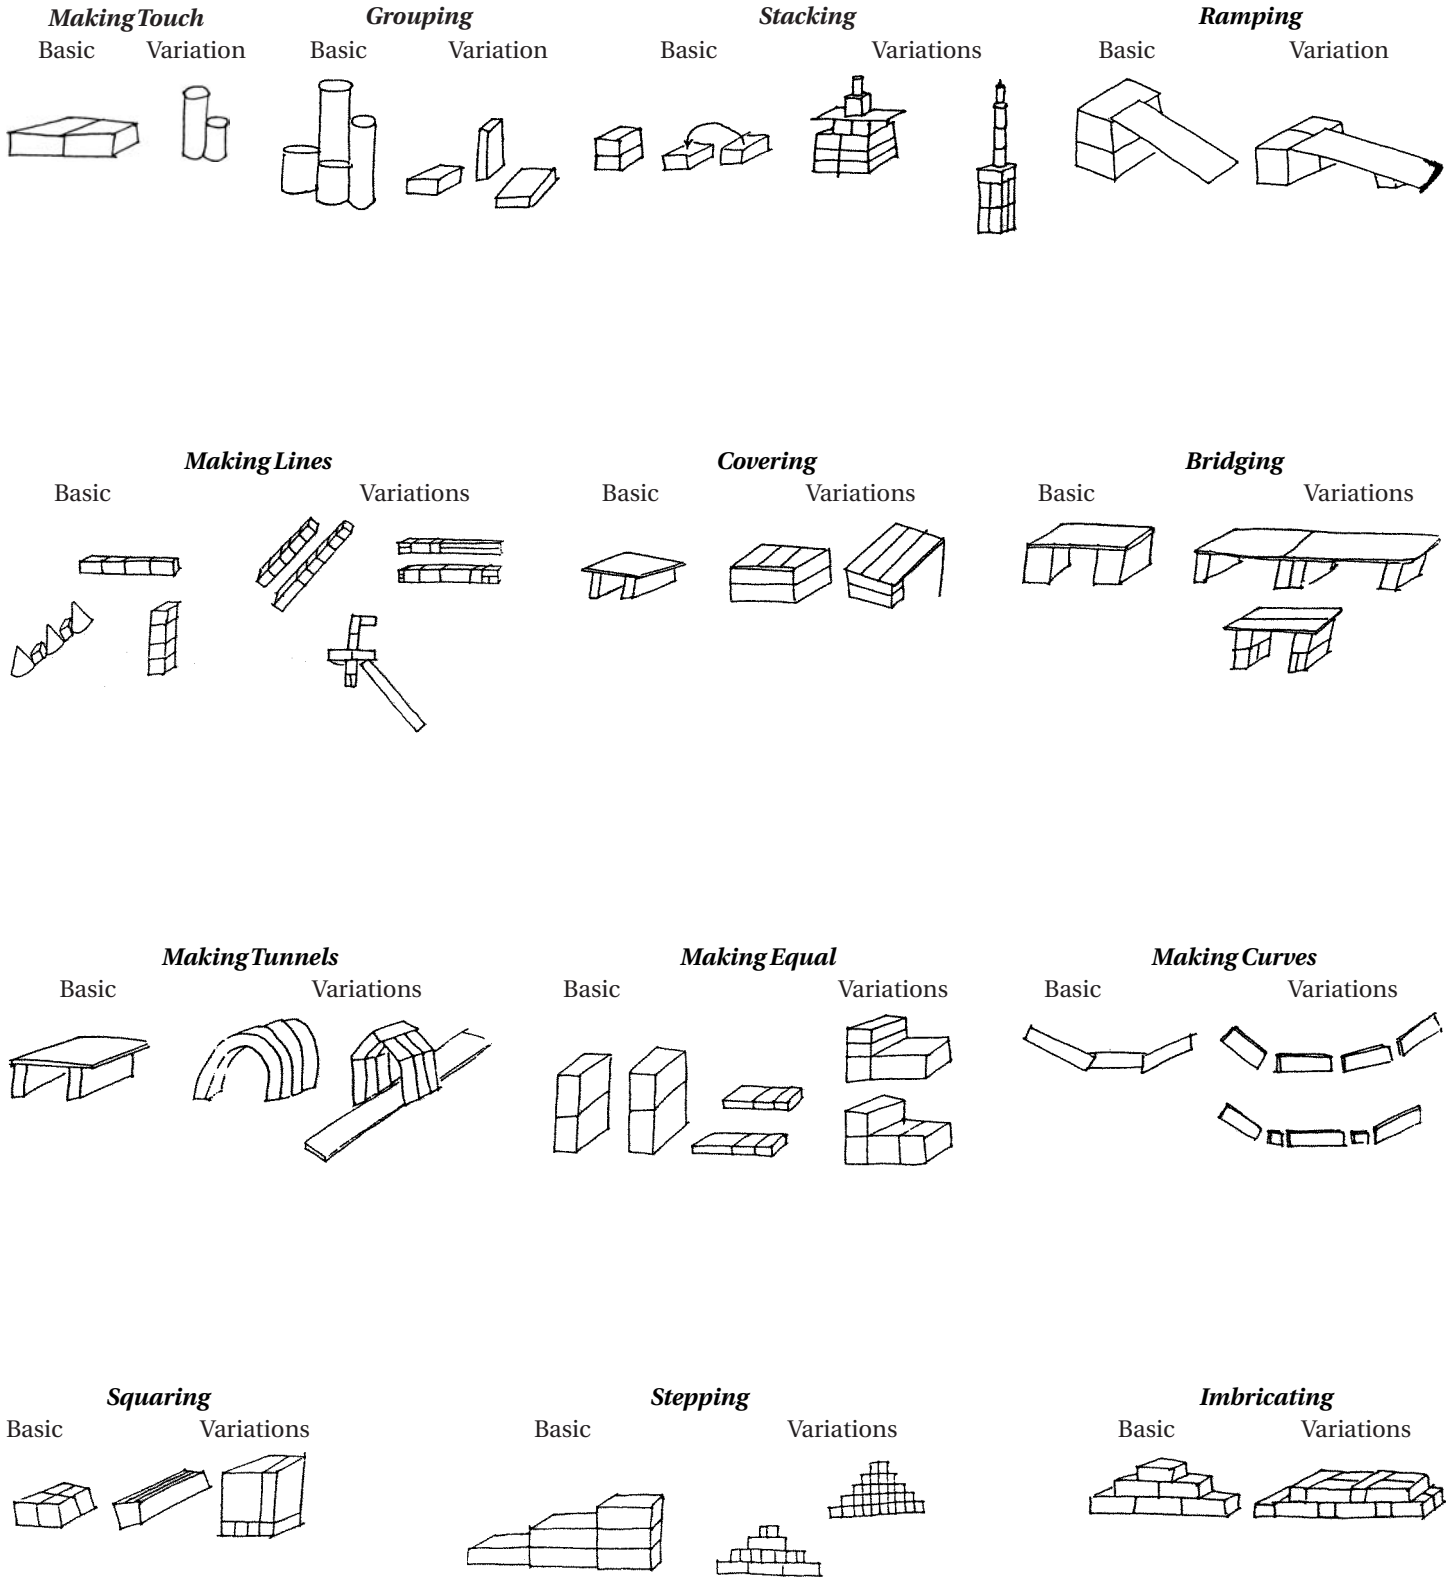 Making Touch Grouping Stacking Ramping
Basic Variation Basic Variation Basic Variations Basic Variation
Making Lines Covering Bridging
Basic Variations Basic Variations Basic Variations
Making Tunnels Making Equal Making Curves
Basic Variations Basic Variations Basic Variations
Squaring Stepping Imbricating
Basic Variations Basic Variations Basic Variations